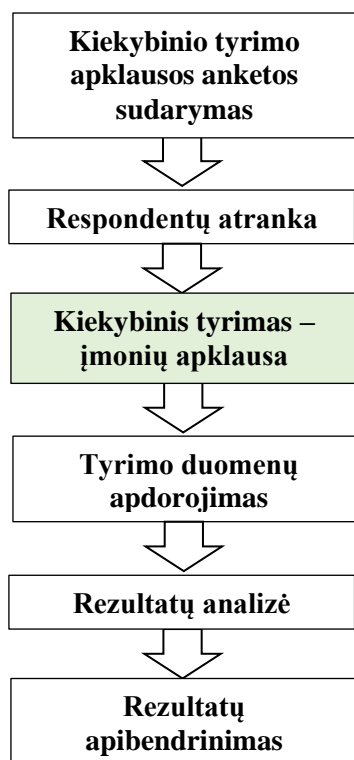 Kiekybinio tyrimo
apklausos anketos
sudarymas
Respondentų atranka
Kiekybinis tyrimas –
įmonių apklausa
Tyrimo duomenų
apdorojimas
Rezultatų analizė
Rezultatų
apibendrinimas